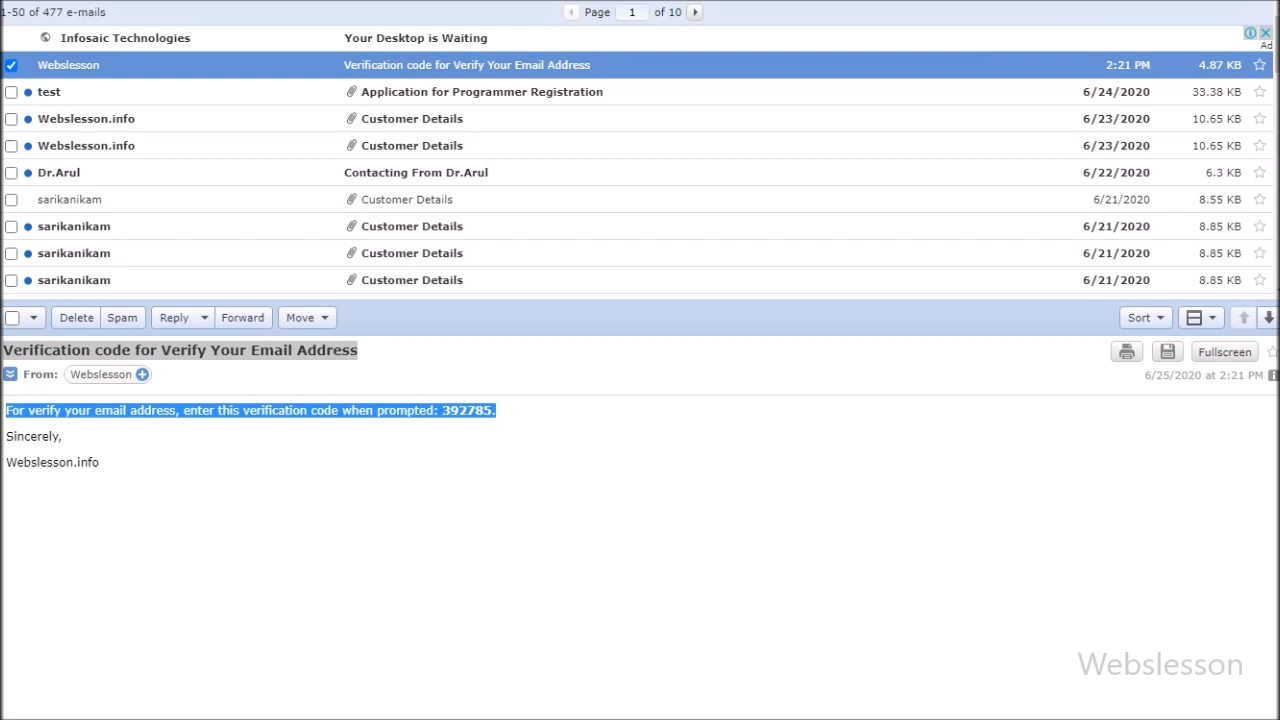 1-50 of 477 e-mails Page 1 of 10
Infosaic Technologies Your Desktop is Waiting Ad
Webslesson Verification code for Verify Your Email Address 2:21 PM 4.87 KB
test Application for Programmer Registration 6/24/2020 33.38 KB
Webslesson.info Customer Details 6/23/2020 10.65 KB
Webslesson.info Customer Details 6/23/2020 10.65 KB
Dr.Arul Contacting From Dr.Arul 6/22/2020 6.3 KB
sarikanikam Customer Details 6/21/2020 8.55 KB
sarikanikam Customer Details 6/21/2020 8.85 KB
sarikanikam Customer Details 6/21/2020 8.85 KB
sarikanikam Customer Details 6/21/2020 8.85 KB
Delete Spam Reply Forward Move Sort
Verification code for Verify Your Email Address Fullscreen
From: Webslesson 6/25/2020 at 2:21 PM
For verify your email address, enter this verification code when prompted: 392785.
Sincerely,
Webslesson.info
Webslesson